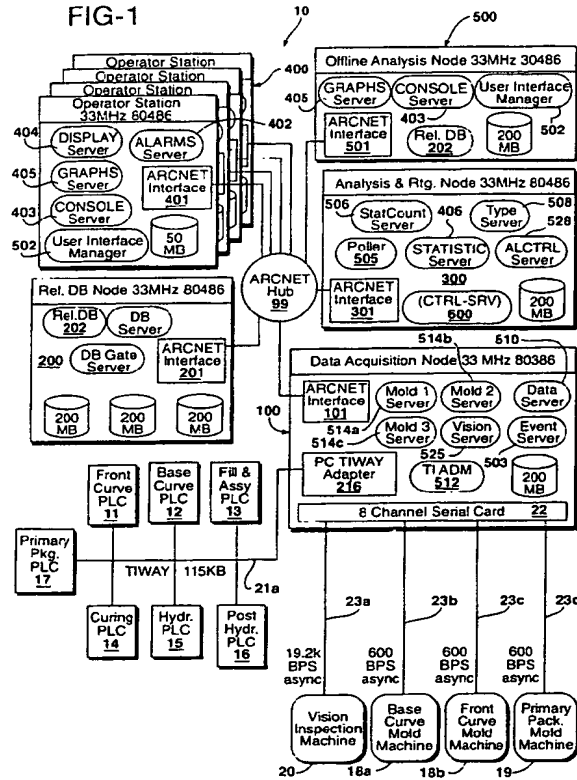 FIG-1
10
Operator Station
Operator Station
Operator Station
Operator Station
33MHz 80486
400
404
DISPLAY
Server
ALARMS
Server
402
405
GRAPHS
Server
ARCNET
Interface
401
403
CONSOLE
Server
502
User Interface
Manager
50
MB
500
Offline Analysis Node 33MHz 30486
405
GRAPHS
Server
CONSOLE
Server
User Interface
Manager
403
502
ARCNET
Interface
501
Rel. DB
202
200
MB
Analysis & Rtg. Node 33MHz 80486
506
StatCount
Server
406
Type
Server
508
528
Poller
505
STATISTIC
Server
ALCTRL
Server
300
ARCNET
Interface
301
(CTRL-SRV)
600
200
MB
ARCNET
Hub
99
Rel. DB Node 33MHz 80486
Rel.DB
202
DB
Server
200
DB Gate
Server
ARCNET
Interface
201
200
MB
200
MB
200
MB
514b
510
Data Acquisition Node 33 MHz 80386
ARCNET
Interface
101
Mold 1
Server
Mold 2
Server
Data
Server
100
514a
514c
Mold 3
Server
Vision
Server
Event
Server
525
503
PC TIWAY
Adapter
216
TI ADM
512
200
MB
8 Channel Serial Card 22
Front
Curve
PLC
11
Base
Curve
PLC
12
Fill &
Assy
PLC
13
Primary
Pkg.
PLC
17
TIWAY 115KB
21a
Curing
PLC
14
Hydr.
PLC
15
Post
Hydr.
PLC
16
23a
23b
23c
23d
19.2k
BPS
async
600
BPS
async
600
BPS
async
600
BPS
async
Vision
Inspection
Machine
Base
Curve
Mold
Machine
Front
Curve
Mold
Machine
Primary
Pack.
Mold
Machine
20
18a
18b
19